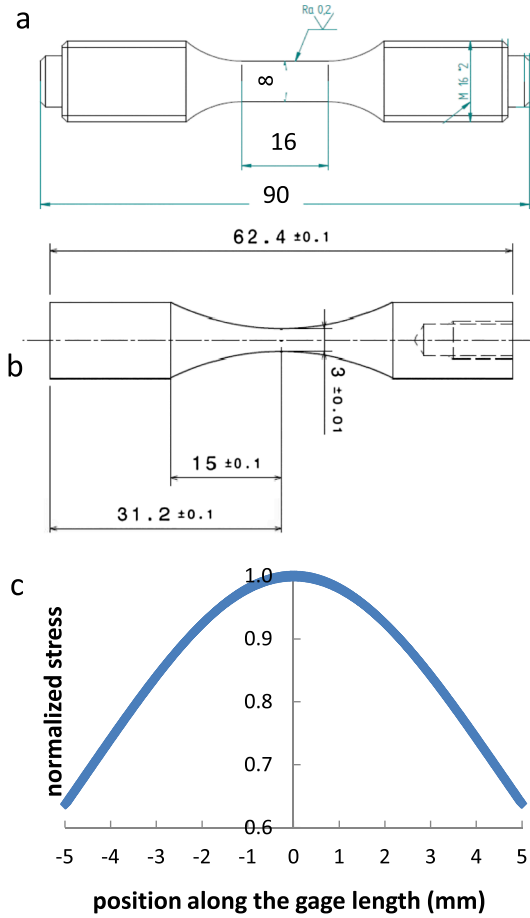 a
Ra 0,2
8
M 16 *2
16
90
62.4 ±0.1
b
3 ±0.01
15 ±0.1
31.2 ±0.1
c
normalized stress
1.0
0.9
0.8
0.7
0.6
-5 -4 -3 -2 -1 0 1 2 3 4 5
position along the gage length (mm)